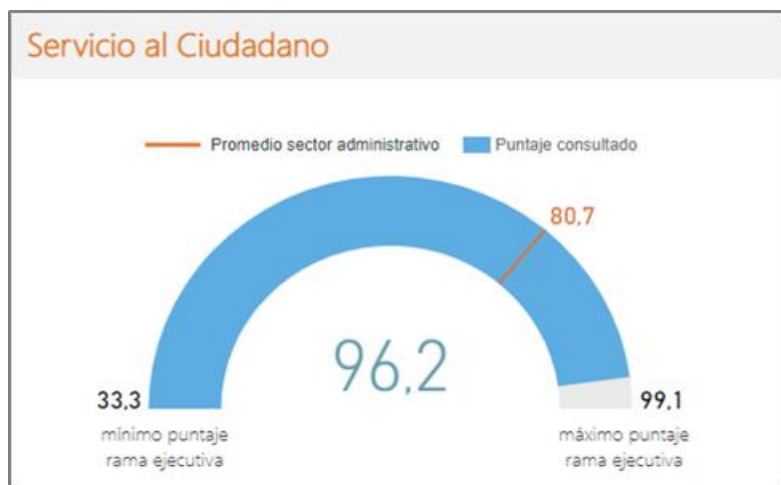 Servicio al Ciudadano
Promedio sector administrativo
Puntaje consultado
80,7
96,2
33,3
99,1
mínimo puntaje
rama ejecutiva
máximo puntaje
rama ejecutiva